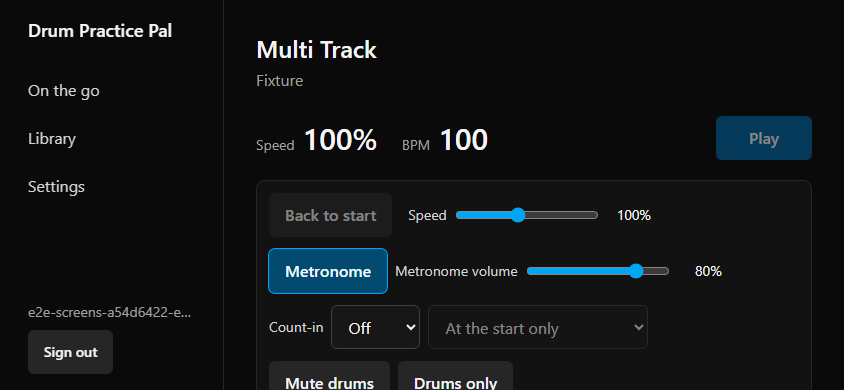 Drum Practice Pal
On the go
Library
Settings
e2e-screens-a54d6422-e...
Sign out
Multi Track
Fixture
Speed 100% BPM 100
Play
Back to start Speed 100%
Metronome Metronome volume 80%
Count-in Off At the start only
Mute drums Drums only